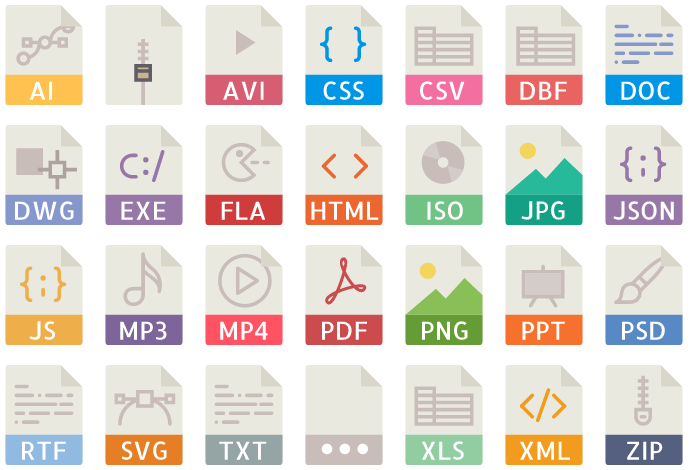 AI AVI CSS CSV DBF DOC
{ }
DWG EXE FLA HTML ISO JPG JSON
C:/ < > {;}
JS MP3 MP4 PDF PNG PPT PSD
{;}
RTF SVG TXT ••• XLS XML ZIP
</>